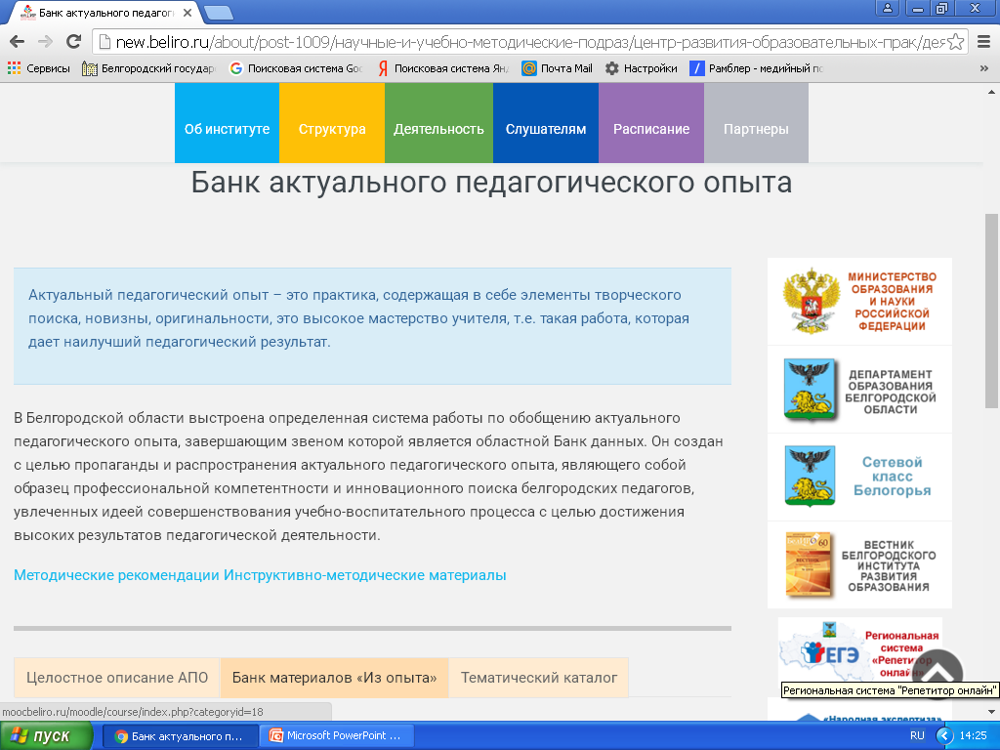 Банк актуального педагог
new.beliro.ru/about/post-1009/научные-и-учебно-методические-подраз/центр-развития-образовательных-прак/дея
Сервисы
Белгородский государ
Поисковая система Goo
Поисковая система Янд
Почта Mail
Настройки
Рамблер - медийный по
»
Об институте
Структура
Деятельность
Слушателям
Расписание
Партнеры
Банк актуального педагогического опыта
Актуальный педагогический опыт – это практика, содержащая в себе элементы творческого
поиска, новизны, оригинальности, это высокое мастерство учителя, т.е. такая работа, которая
дает наилучший педагогический результат.
В Белгородской области выстроена определенная система работы по обобщению актуального
педагогического опыта, завершающим звеном которой является областной Банк данных. Он создан
с целью пропаганды и распространения актуального педагогического опыта, являющего собой
образец профессиональной компетентности и инновационного поиска белгородских педагогов,
увлеченных идеей совершенствования учебно-воспитательного процесса с целью достижения
высоких результатов педагогической деятельности.
Методические рекомендации Инструктивно-методические материалы
Целостное описание АПО
Банк материалов «Из опыта»
Тематический каталог
МИНИСТЕРСТВО
ОБРАЗОВАНИЯ
И НАУКИ
РОССИЙСКОЙ
ФЕДЕРАЦИИ
ДЕПАРТАМЕНТ
ОБРАЗОВАНИЯ
БЕЛГОРОДСКОЙ
ОБЛАСТИ
Сетевой
класс
Белогорья
ВЕСТНИК
БЕЛГОРОДСКОГО
ИНСТИТУТА
РАЗВИТИЯ
ОБРАЗОВАНИЯ
ЕГЭ
Региональная
система
«Репетитор
онлайн»
Региональная система "Репетитор онлайн"
«Народная экспертиза»
moocbeliro.ru/moodle/course/index.php?categoryid=18
пуск
Банк актуального п...
Microsoft PowerPoint ...
RU
14:25